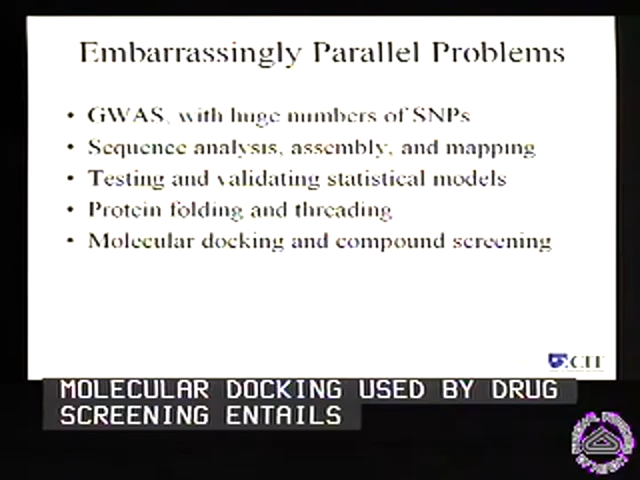 Embarrassingly Parallel Problems
• GWAS, with huge numbers of SNPs
• Sequence analysis, assembly, and mapping
• Testing and validating statistical models
• Protein folding and threading
• Molecular docking and compound screening
CIT
MOLECULAR DOCKING USED BY DRUG
SCREENING ENTAILS